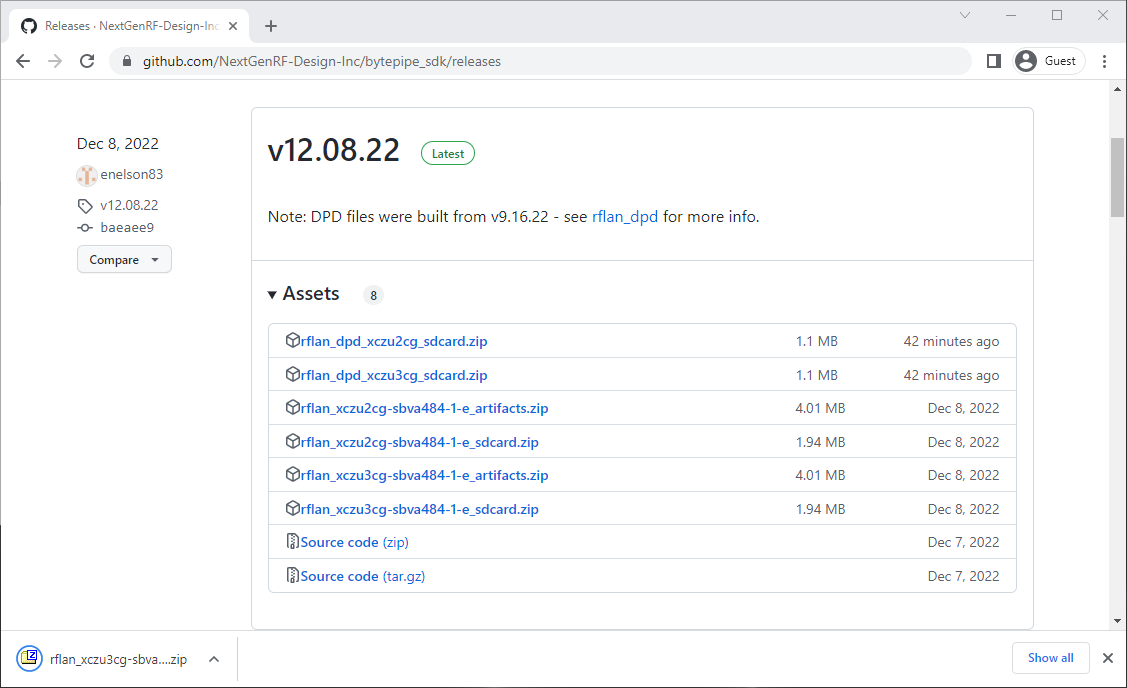 Releases · NextGenRF-Design-Inc
github.com/NextGenRF-Design-Inc/bytepipe_sdk/releases
Guest
Dec 8, 2022
enelson83
v12.08.22
baeaee9
Compare
v12.08.22 Latest
Note: DPD files were built from v9.16.22 - see rflan_dpd for more info.
Assets 8
rflan_dpd_xczu2cg_sdcard.zip 1.1 MB 42 minutes ago
rflan_dpd_xczu3cg_sdcard.zip 1.1 MB 42 minutes ago
rflan_xczu2cg-sbva484-1-e_artifacts.zip 4.01 MB Dec 8, 2022
rflan_xczu2cg-sbva484-1-e_sdcard.zip 1.94 MB Dec 8, 2022
rflan_xczu3cg-sbva484-1-e_artifacts.zip 4.01 MB Dec 8, 2022
rflan_xczu3cg-sbva484-1-e_sdcard.zip 1.94 MB Dec 8, 2022
Source code (zip) Dec 7, 2022
Source code (tar.gz) Dec 7, 2022
rflan_xczu3cg-sbva....zip
Show all